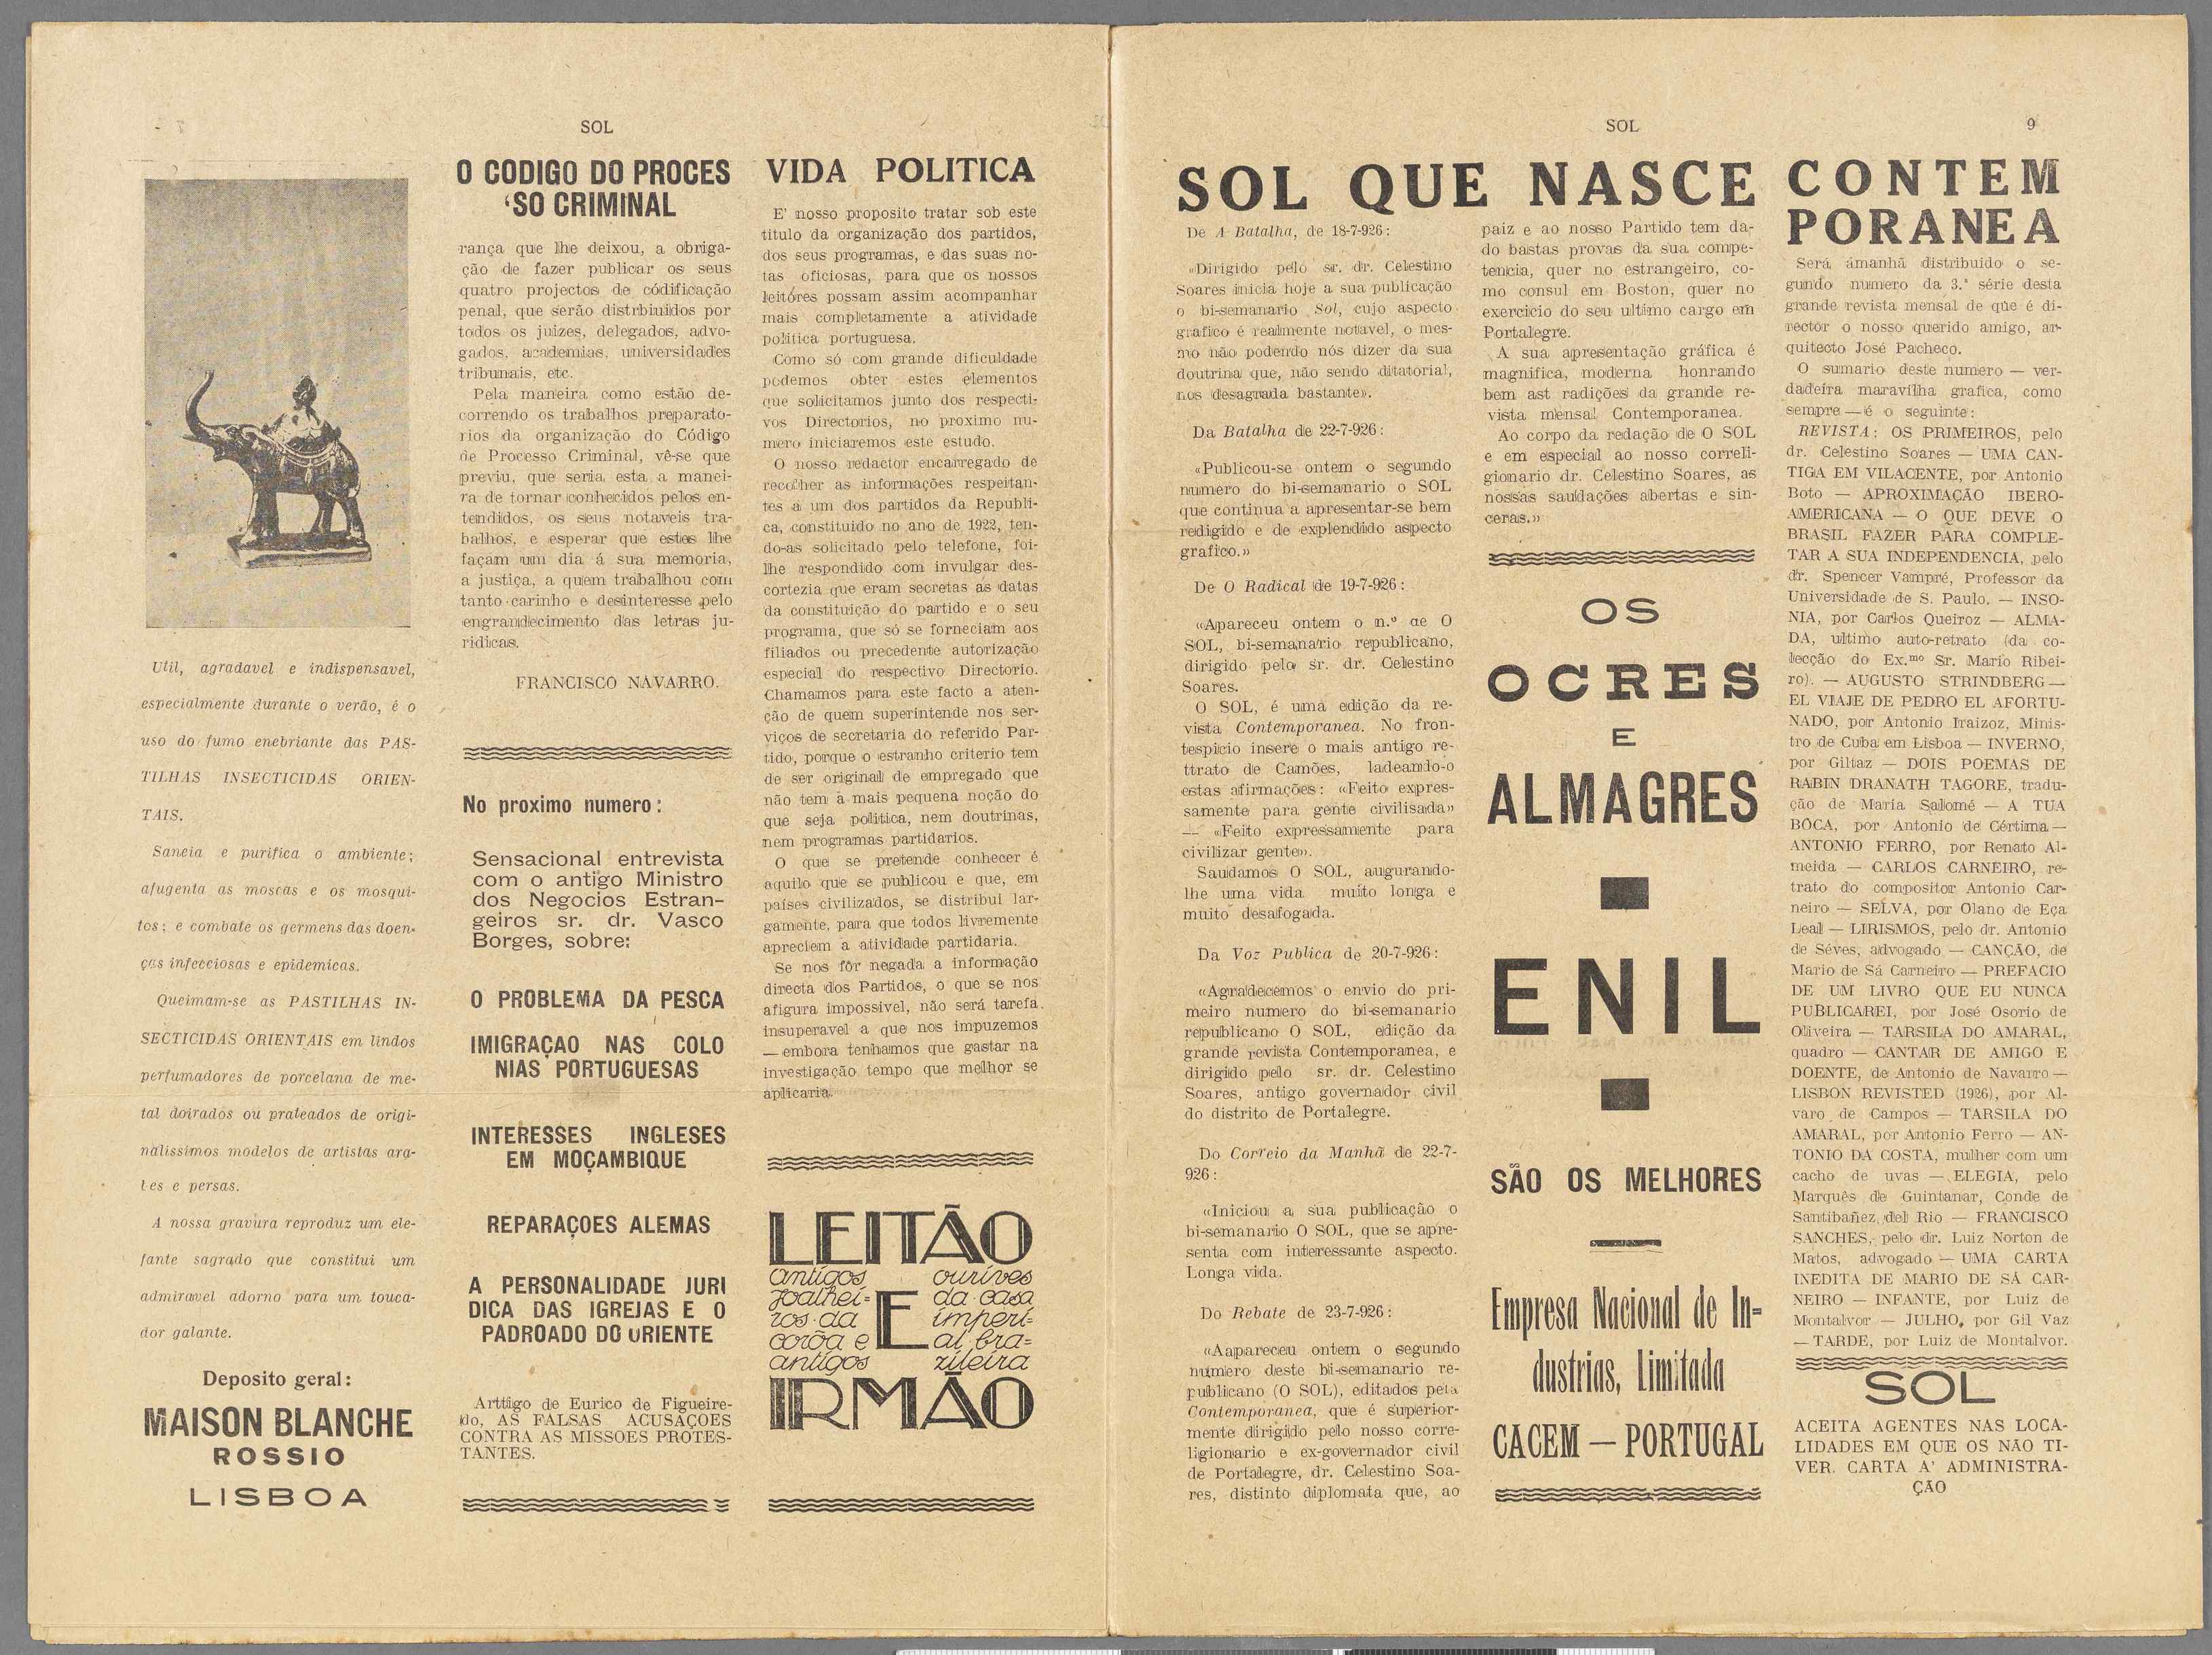 SOL
Util, agradavel e indispensavel,
especialmente durante o verão, é o
uso do fumo enebriante das PAS-
TILHAS INSECTICIDAS ORIEN-
TAIS.
Saneia e purifica o ambiente;
afugenta as moscas e os mosqui-
tos; e combate os germens das doen-
ças infecciosas e epidemicas.
Queimam-se as PASTILHAS IN-
SECTICIDAS ORIENTAIS em lindos
perfumadores de porcelana de me-
tal doirados ou prateados de origi-
nalissimos modelos de artistas ara-
bes e persas.
A nossa gravura reproduz um ele-
fante sagrado que constitui um
admiravel adorno para um touca-
dor galante.
Deposito geral:
MAISON BLANCHE
ROSSIO
LISBOA
O CODIGO DO PROCES
'SO CRIMINAL
rança que lhe deixou, a obriga-
ção de fazer publicar os seus
quatro projectos de códificação
penal, que serão distrbiuidos por
todos os juizes, delegados, advo-
gados, academias, universidades
tribunais, etc.
Pela maneira como estão de-
correndo os trabalhos preparato-
rios da organização do Código
de Processo Criminal, vê-se que
previu, que seria esta a manei-
ra de tornar conhecidos pelos en-
tendidos, os seus notaveis tra-
balhos, e esperar que estes lhe
façam um dia á sua memoria,
a justiça, a quem trabalhou com
tanto carinho e desinteresse pelo
engrandecimento das letras ju-
ridicas.
FRANCISCO NAVARRO.
No proximo numero:
Sensacional entrevista
com o antigo Ministro
dos Negocios Estran-
geiros sr. dr. Vasco
Borges, sobre:
O PROBLEMA DA PESCA
IMIGRAÇAO NAS COLO
NIAS PORTUGUESAS
INTERESSES INGLESES
EM MOÇAMBIQUE
REPARAÇOES ALEMAS
A PERSONALIDADE JURI
DICA DAS IGREJAS E O
PADROADO DO ORIENTE
Arttigo de Eurico de Figueire-
do, AS FALSAS ACUSAÇOES
CONTRA AS MISSOES PROTES-
TANTES.
VIDA POLITICA
E' nosso proposito tratar sob este
titulo da organização dos partidos,
dos seus programas, e das suas no-
tas oficiosas, para que os nossos
leitóres possam assim acompanhar
mais completamente a atividade
politica portuguesa.
Como só com grande dificuldade
podemos obter estes elementos
que solicitamos junto dos respecti-
vos Directorios, no proximo nu-
mero iniciaremos este estudo.
O nosso redactor encarregado de
recolher as informações respeitan-
tes a um dos partidos da Republi-
ca, constituido no ano de 1922, ten-
do-as solicitado pelo telefone, foi-
lhe respondido com invulgar des-
cortezia que eram secretas as datas
da constituição do partido e o seu
programa, que só se forneciam aos
filiados ou precedente autorização
especial do respectivo Directorio.
Chamamos para este facto a aten-
ção de quem superintende nos ser-
viços de secretaria do referido Par-
tido, porque o estranho criterio tem
de ser original de empregado que
não tem a mais pequena noção do
que seja politica, nem doutrinas,
nem programas partidarios.
O que se pretende conhecer é
aquilo que se publicou e que, em
países civilizados, se distribui lar-
gamente, para que todos livremente
apreciem a atividade partidaria.
Se nos fôr negada a informação
directa dos Partidos, o que se nos
afigura impossivel, não será tarefa
insuperavel a que nos impuzemos
— embora tenhamos que gastar na
investigação tempo que melhor se
aplicaria.
LEITÃO
antigos
joalhei-
ros da
corôa e
antigos
E
ourives
da casa
imperi-
al bra-
zileira
IRMÃO
SOL
9
SOL QUE NASCE
De A Batalha, de 18-7-926:
«Dirigido pelo sr. dr. Celestino
Soares inicia hoje a sua publicação
o bi-semanario Sol, cujo aspecto
grafico é realmente notavel, o mes-
mo não podendo nós dizer da sua
doutrina que, não sendo ditatorial,
nos desagrada bastante».
Da Batalha de 22-7-926:
«Publicou-se ontem o segundo
numero do bi-semanario o SOL
que continua a apresentar-se bem
redigido e de explendido aspecto
grafico.»
De O Radical de 19-7-926:
«Apareceu ontem o n.º de O
SOL, bi-semanario republicano,
dirigido pelo sr. dr. Celestino
Soares.
O SOL, é uma edição da re-
vista Contemporanea. No fron-
tespicio insere o mais antigo re-
ttrato de Camões, ladeando-o
estas afirmações: «Feito expres-
samente para gente civilisada»
— «Feito expressamente para
civilizar gente».
Saudamos O SOL, augurando-
lhe uma vida muito longa e
muito desafogada.
Da Voz Publica de 20-7-926:
«Agradecemos o envio do pri-
meiro numero do bi-semanario
republicano O SOL, edição da
grande revista Contemporanea, e
dirigido pelo sr. dr. Celestino
Soares, antigo governador civil
do distrito de Portalegre.
Do Correio da Manhã de 22-7-
926:
«Iniciou a sua publicação o
bi-semanario O SOL, que se apre-
senta com interessante aspecto.
Longa vida.
Do Rebate de 23-7-926:
«Aapareceu ontem o segundo
numero deste bi-semanario re-
publicano (O SOL), editados pela
Contemporanea, que é superior-
mente dirigido pelo nosso corre-
ligionario e ex-governador civil
de Portalegre, dr. Celestino Soa-
res, distinto diplomata que, ao
paiz e ao nosso Partido tem da-
do bastas provas da sua compe-
tencia, quer no estrangeiro, co-
mo consul em Boston, quer no
exercicio do seu ultimo cargo em
Portalegre.
A sua apresentação gráfica é
magnifica, moderna honrando
bem ast radições da grande re-
vista mensal Contemporanea.
Ao corpo da redação de O SOL
e em especial ao nosso correli-
gionario dr. Celestino Soares, as
nossas saudações abertas e sin-
ceras.»
OS
OCRES
E
ALMAGRES
ENIL
SÃO OS MELHORES
Empresa Nacional de In-
dustrias, Limitada
CACEM — PORTUGAL
CONTEM
PORANEA
Será ámanhã distribuido o se-
gundo numero da 3.ª série desta
grande revista mensal de que é di-
rector o nosso querido amigo, ar-
quitecto José Pacheco.
O sumario deste numero — ver-
dadeira maravilha grafica, como
sempre — é o seguinte:
REVISTA: OS PRIMEIROS, pelo
dr. Celestino Soares — UMA CAN-
TIGA EM VILACENTE, por Antonio
Boto — APROXIMAÇÃO IBERO-
AMERICANA — O QUE DEVE O
BRASIL FAZER PARA COMPLE-
TAR A SUA INDEPENDENCIA, pelo
dr. Spencer Vampré, Professor da
Universidade de S. Paulo. — INSO-
NIA, por Carlos Queiroz — ALMA-
DA, ultimo auto-retrato (da co-
lecção do Ex.mo Sr. Mario Ribei-
ro). — AUGUSTO STRINDBERG —
EL VIAJE DE PEDRO EL AFORTU-
NADO, por Antonio Iraizoz, Minis-
tro de Cuba em Lisboa — INVERNO,
por Giltaz — DOIS POEMAS DE
RABIN DRANATH TAGORE, tradu-
ção de Maria Salomé — A TUA
BÔCA, por Antonio de Cértima —
ANTONIO FERRO, por Renato Al-
meida — CARLOS CARNEIRO, re-
trato do compositor Antonio Car-
neiro — SELVA, por Olano de Eça
Leal — LIRISMOS, pelo dr. Antonio
de Séves, advogado — CANÇÃO, de
Mario de Sá Carneiro — PREFACIO
DE UM LIVRO QUE EU NUNCA
PUBLICAREI, por José Osorio de
Oliveira — TARSILA DO AMARAL,
quadro — CANTAR DE AMIGO E
DOENTE, de Antonio de Navarro —
LISBON REVISTED (1926), por Al-
varo de Campos — TARSILA DO
AMARAL, por Antonio Ferro — AN-
TONIO DA COSTA, mulher com um
cacho de uvas — ELEGIA, pelo
Marquês de Guintanar, Conde de
Santibañez del Rio — FRANCISCO
SANCHES, pelo dr. Luiz Norton de
Matos, advogado — UMA CARTA
INEDITA DE MARIO DE SÁ CAR-
NEIRO — INFANTE, por Luiz de
Montalvor — JULHO, por Gil Vaz
— TARDE, por Luiz de Montalvor.
SOL
ACEITA AGENTES NAS LOCA-
LIDADES EM QUE OS NÃO TI-
VER. CARTA A' ADMINISTRA-
ÇÃO